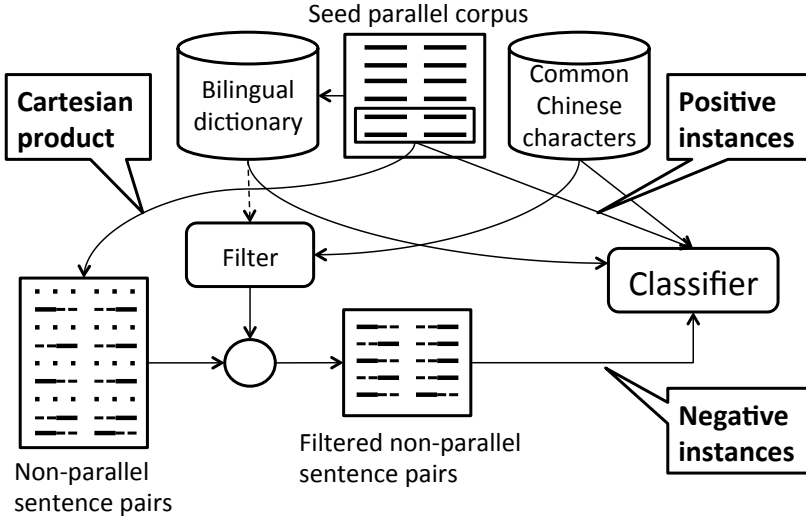 Seed parallel corpus
Cartesian
product
Bilingual
dictionary
Common
Chinese
characters
Positive
instances
Filter
Classifier
Non-parallel
sentence pairs
Filtered non-parallel
sentence pairs
Negative
instances